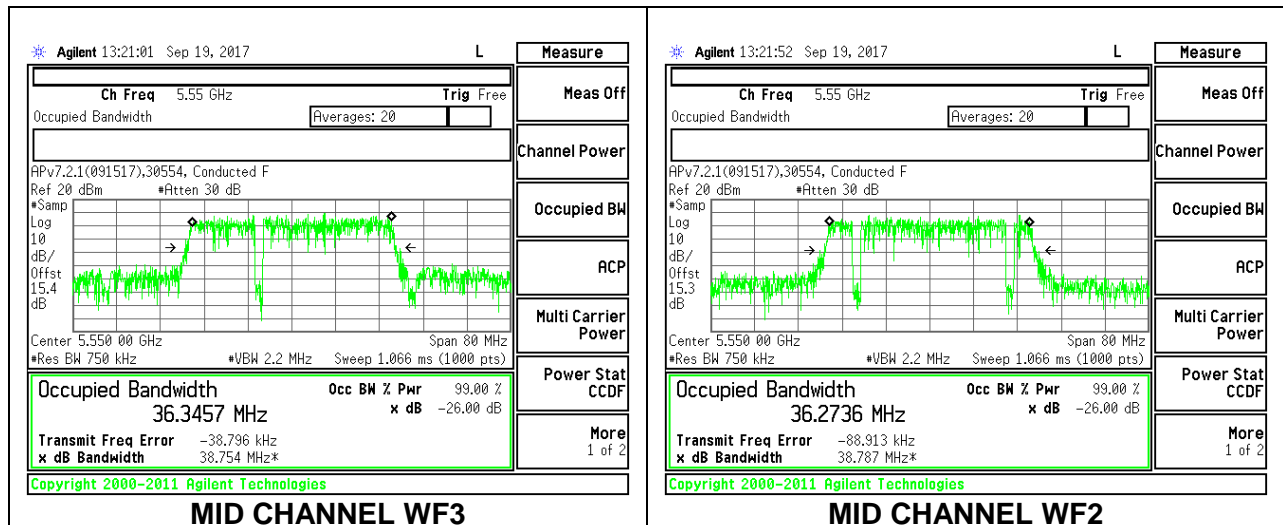 Agilent 13:21:01 Sep 19, 2017 L
Measure
Ch Freq 5.55 GHz Trig Free
Meas Off
Occupied Bandwidth Averages: 20
Channel Power
APv7.2.1(091517),30554, Conducted F
Ref 20 dBm #Atten 30 dB
#Samp
Occupied BW
Log
10
dB/
ACP
Offst
15.4
dB
Multi Carrier
Power
Center 5.550 00 GHz Span 80 MHz
#Res BW 750 kHz #VBW 2.2 MHz Sweep 1.066 ms (1000 pts)
Power Stat
CCDF
Occupied Bandwidth Occ BW % Pwr 99.00 %
36.3457 MHz x dB -26.00 dB
More
1 of 2
Transmit Freq Error -38.796 kHz
x dB Bandwidth 38.754 MHz*
Copyright 2000-2011 Agilent Technologies
MID CHANNEL WF3
Agilent 13:21:52 Sep 19, 2017 L
Measure
Ch Freq 5.55 GHz Trig Free
Meas Off
Occupied Bandwidth Averages: 20
Channel Power
APv7.2.1(091517),30554, Conducted F
Ref 20 dBm #Atten 30 dB
#Samp
Occupied BW
Log
10
dB/
ACP
Offst
15.3
dB
Multi Carrier
Power
Center 5.550 00 GHz Span 80 MHz
#Res BW 750 kHz #VBW 2.2 MHz Sweep 1.066 ms (1000 pts)
Power Stat
CCDF
Occupied Bandwidth Occ BW % Pwr 99.00 %
36.2736 MHz x dB -26.00 dB
More
1 of 2
Transmit Freq Error -88.913 kHz
x dB Bandwidth 38.787 MHz*
Copyright 2000-2011 Agilent Technologies
MID CHANNEL WF2